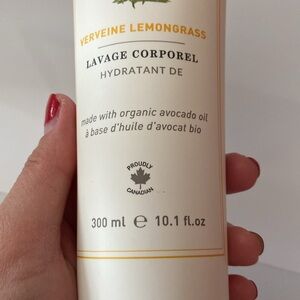 VERVEINE LEMONGRASS
LAVAGE CORPOREL
HYDRATANT DE
made with organic avocado oil
à base d'huile d'avocat bio
PROUDLY
CANADIAN
300 ml ℮ 10.1 fl.oz